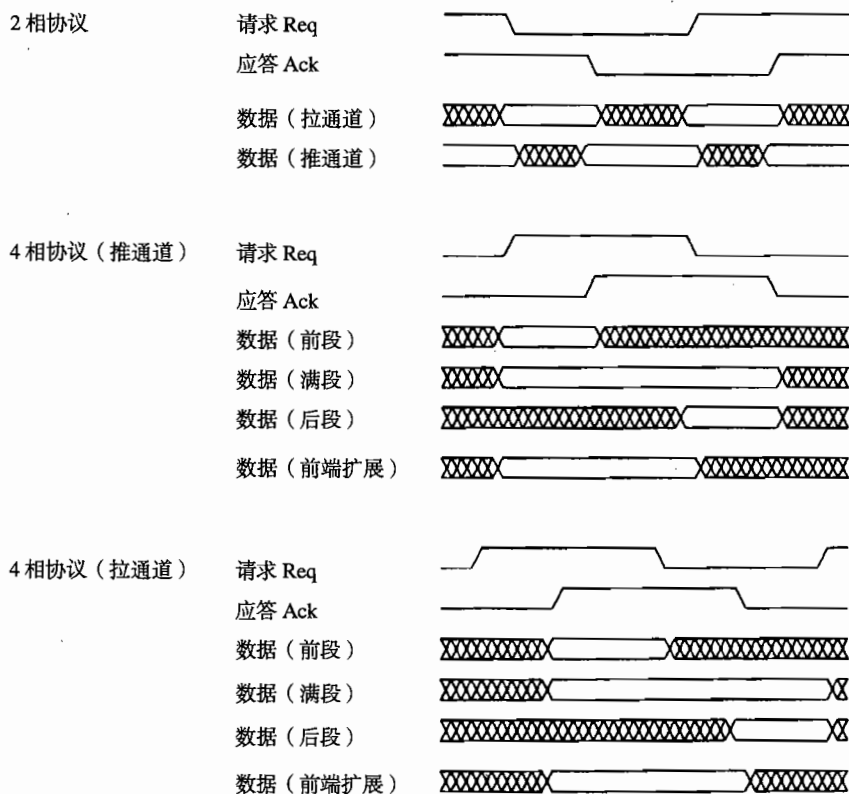 2相协议 请求 Req
应答 Ack
数据（拉通道）
数据（推通道）
4相协议（推通道） 请求 Req
应答 Ack
数据（前段）
数据（满段）
数据（后段）
数据（前端扩展）
4相协议（拉通道） 请求 Req
应答 Ack
数据（前段）
数据（满段）
数据（后段）
数据（前端扩展）